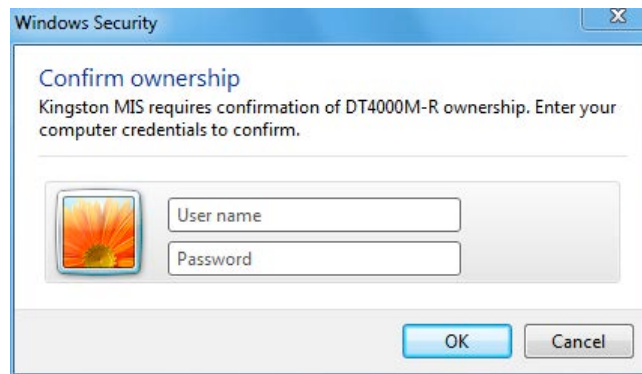 Windows Security
Confirm ownership
Kingston MIS requires confirmation of DT4000M-R ownership. Enter your
computer credentials to confirm.
User name
Password
OK
Cancel